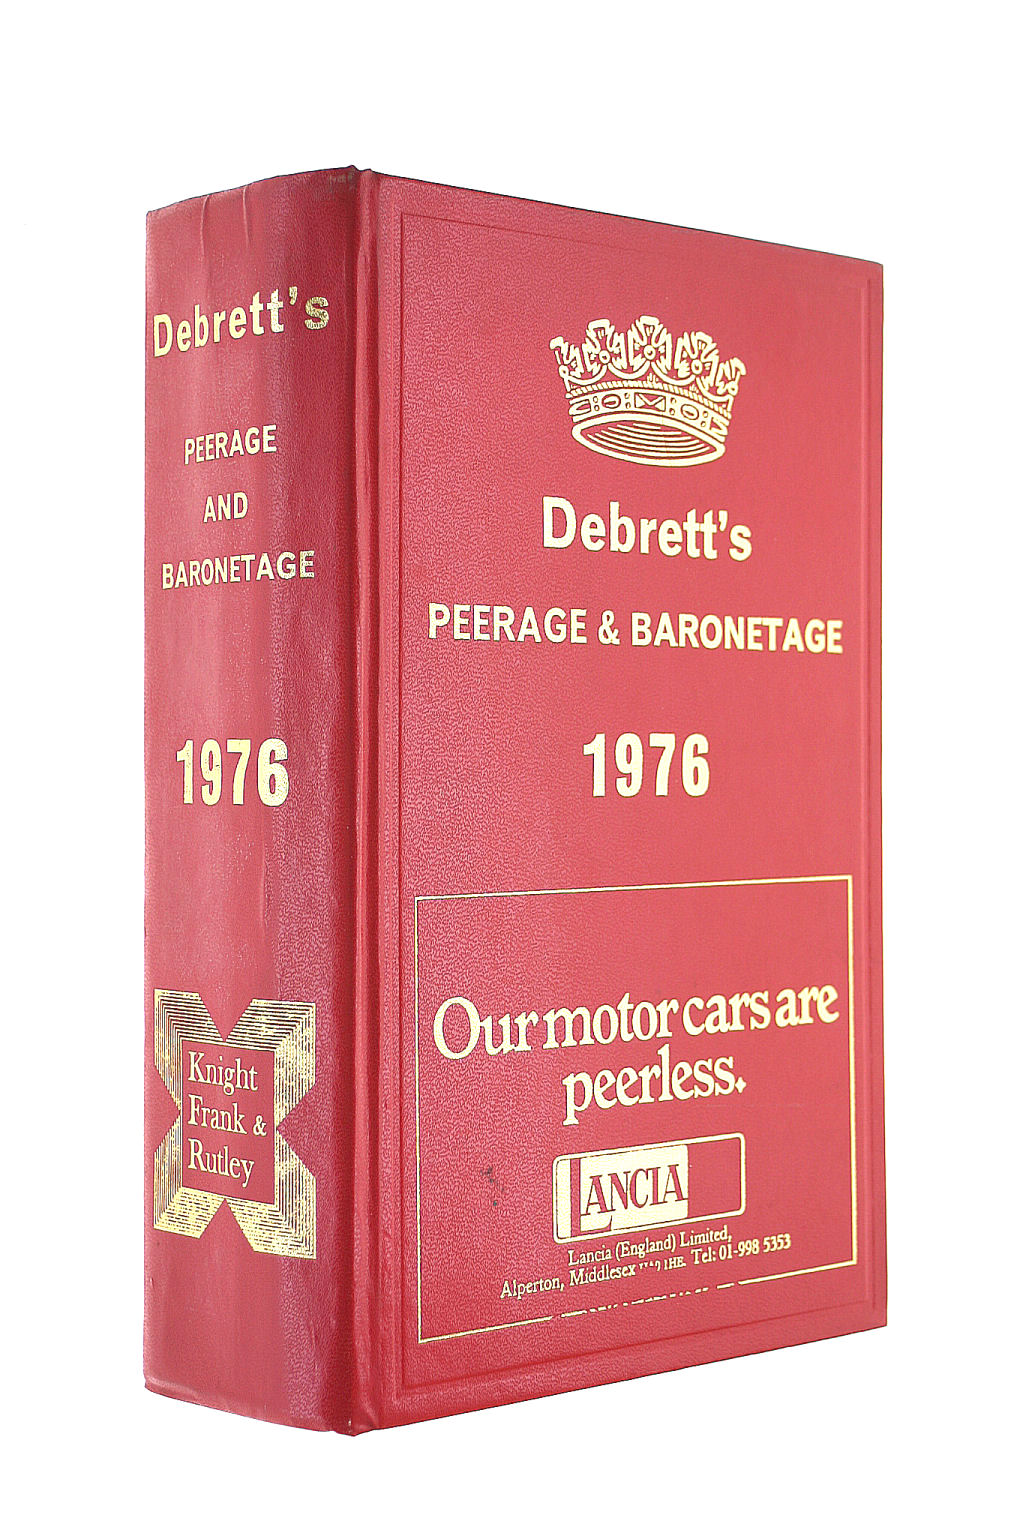 Debrett's
PEERAGE
AND
BARONETAGE
1976
Knight
Frank &
Rutley
Debrett's
PEERAGE & BARONETAGE
1976
Our motor cars are
peerless.
LANCIA
Lancia (England) Limited,
Alperton, Middlesex 1HE. Tel: 01-998 5353